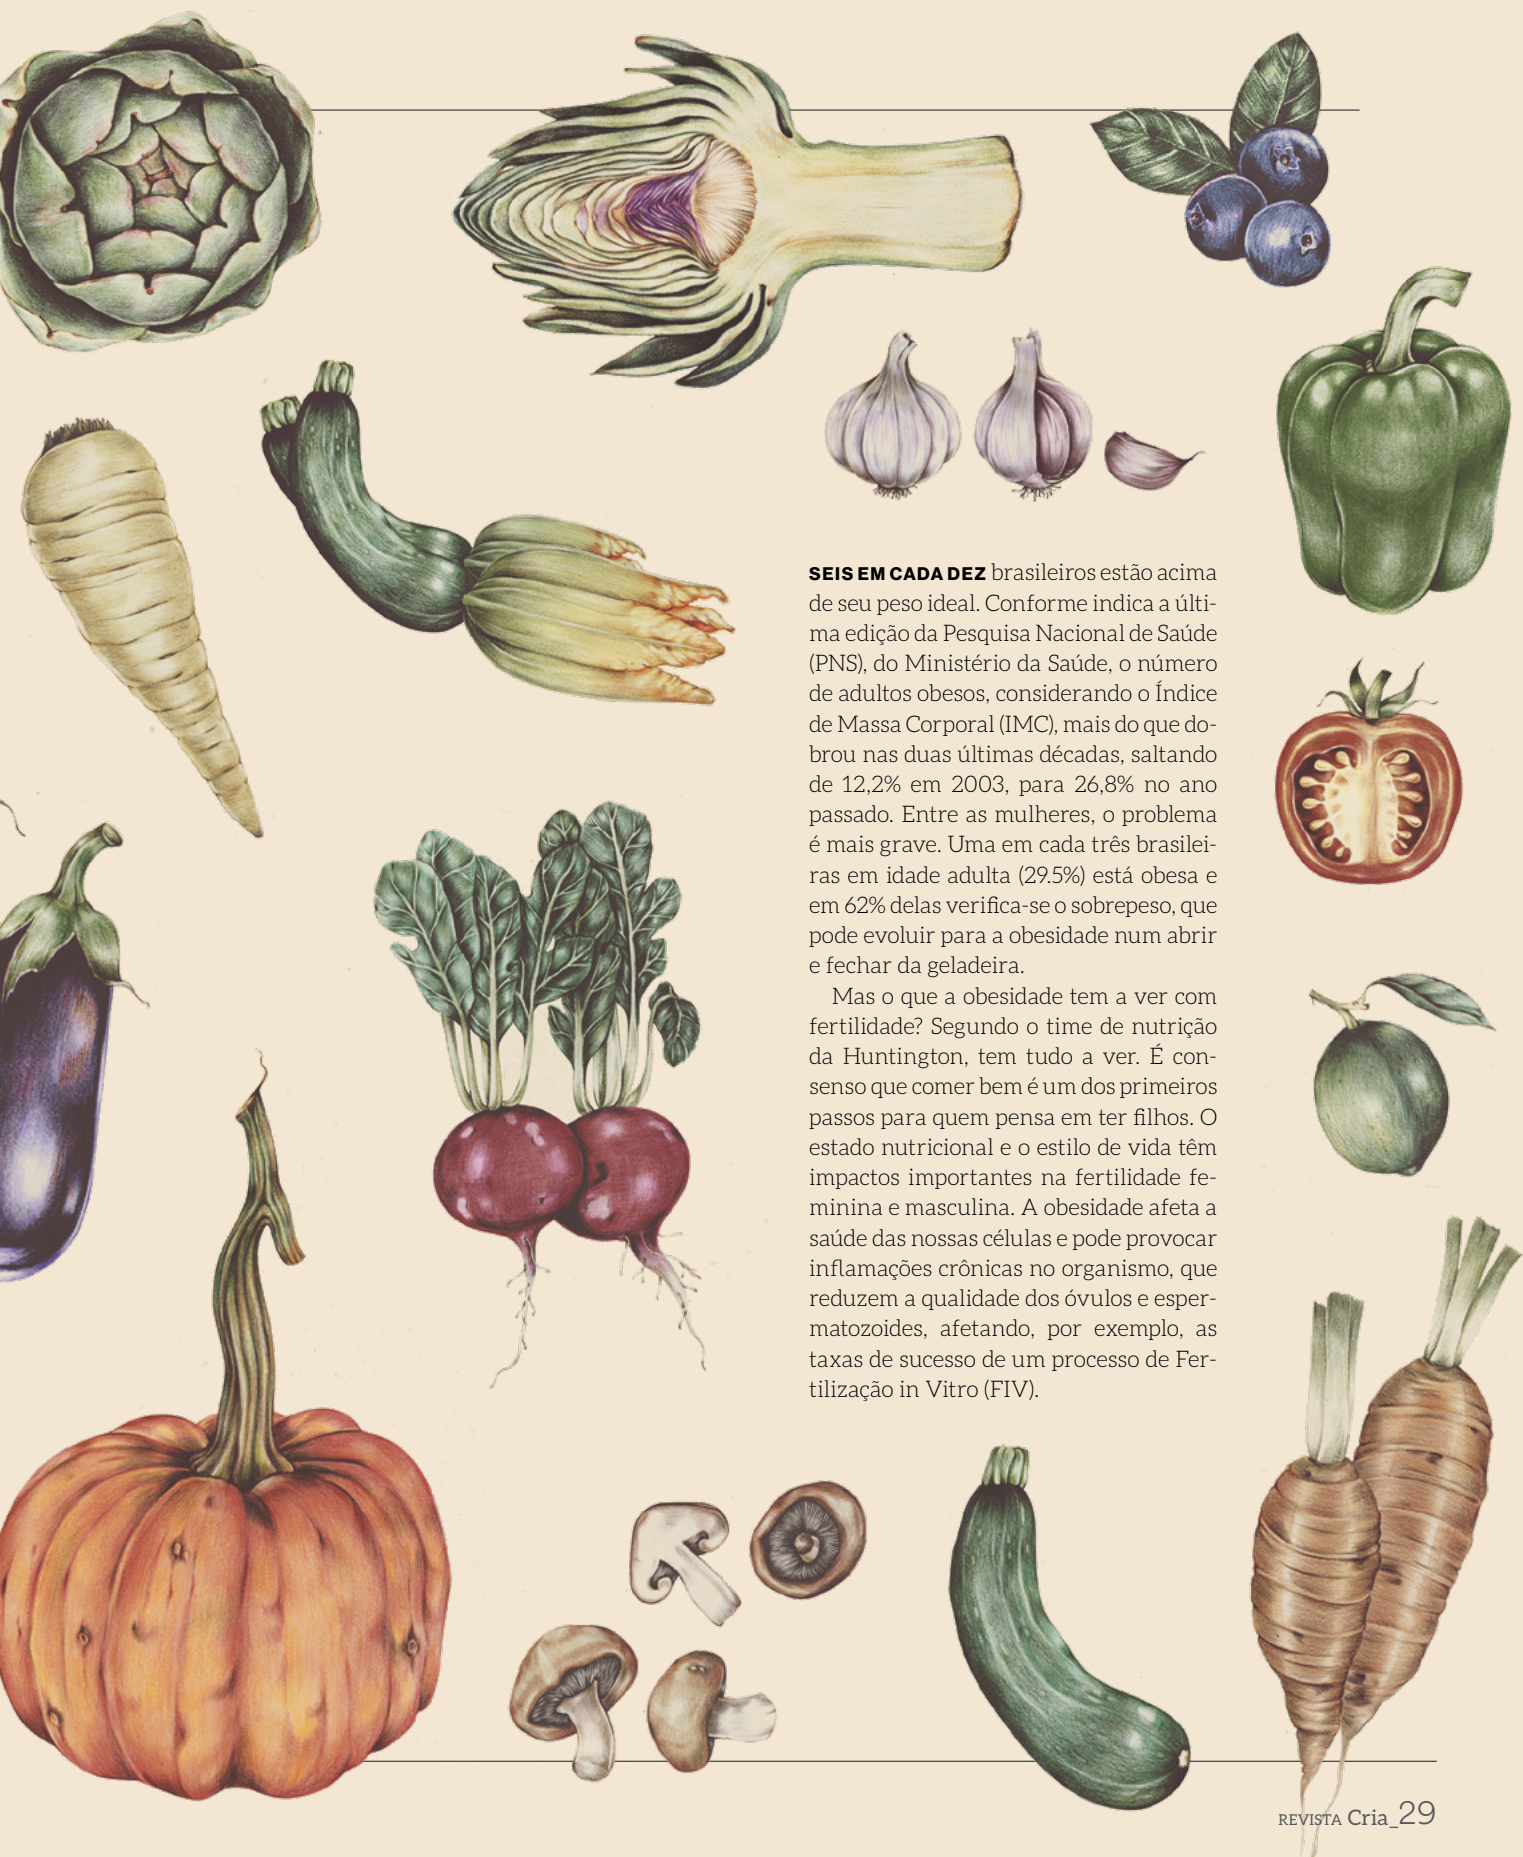 SEIS EM CADA DEZ brasileiros estão acima
de seu peso ideal. Conforme indica a últi-
ma edição da Pesquisa Nacional de Saúde
(PNS), do Ministério da Saúde, o número
de adultos obesos, considerando o Índice
de Massa Corporal (IMC), mais do que do-
brou nas duas últimas décadas, saltando
de 12,2% em 2003, para 26,8% no ano
passado. Entre as mulheres, o problema
é mais grave. Uma em cada três brasilei-
ras em idade adulta (29.5%) está obesa e
em 62% delas verifica-se o sobrepeso, que
pode evoluir para a obesidade num abrir
e fechar da geladeira.
Mas o que a obesidade tem a ver com
fertilidade? Segundo o time de nutrição
da Huntington, tem tudo a ver. É con-
senso que comer bem é um dos primeiros
passos para quem pensa em ter filhos. O
estado nutricional e o estilo de vida têm
impactos importantes na fertilidade fe-
minina e masculina. A obesidade afeta a
saúde das nossas células e pode provocar
inflamações crônicas no organismo, que
reduzem a qualidade dos óvulos e esper-
matozoides, afetando, por exemplo, as
taxas de sucesso de um processo de Fer-
tilização in Vitro (FIV).
REVISTA Cria_29